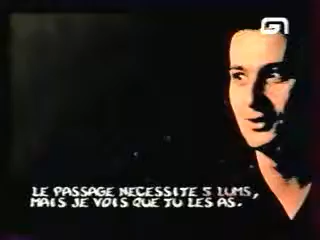 LE PASSAGE NECESSITE 5 LUMS,
MAIS JE VOIS QUE TU LES AS.